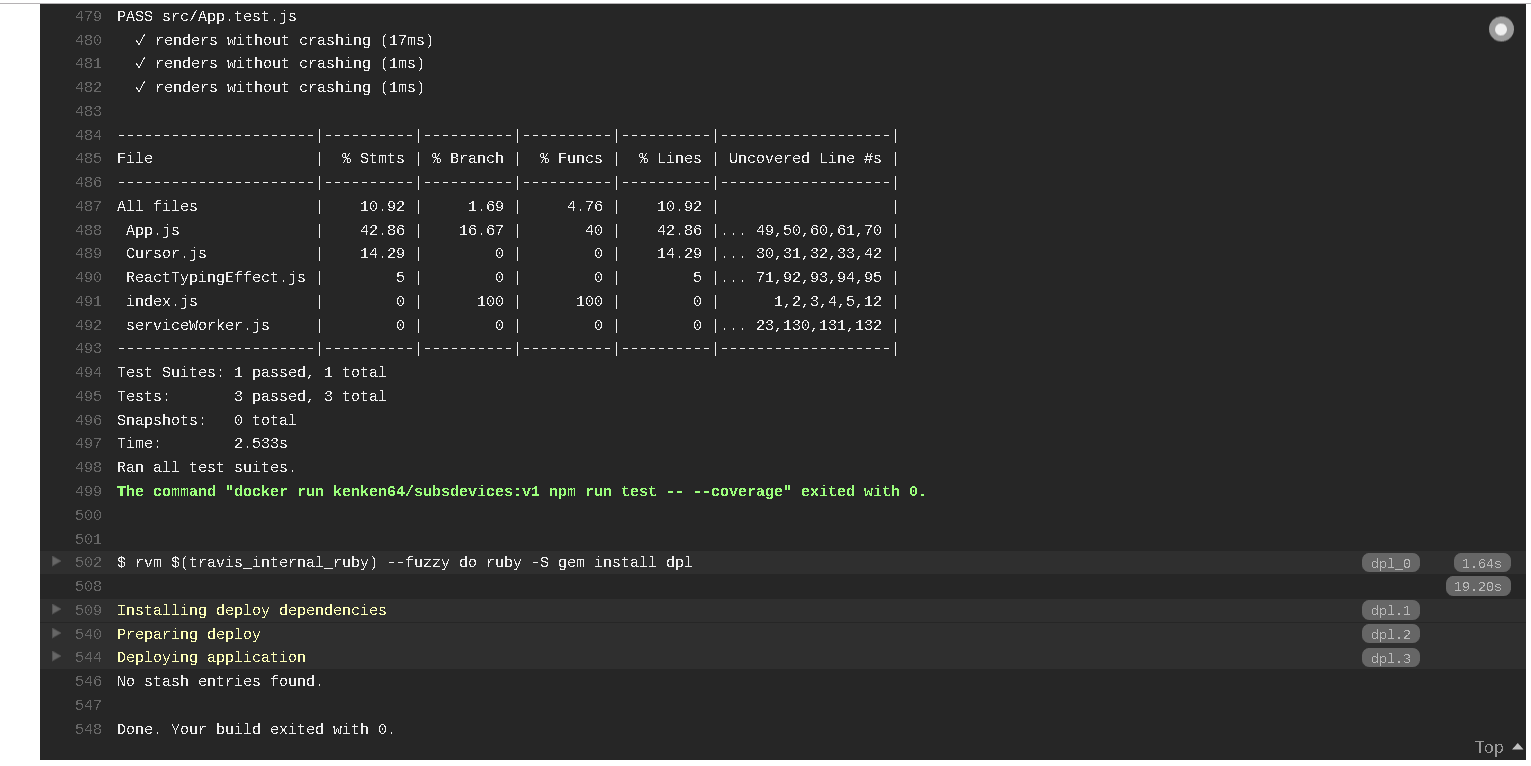 479 PASS src/App.test.js
480   ✓ renders without crashing (17ms)
481   ✓ renders without crashing (1ms)
482   ✓ renders without crashing (1ms)
483
484 ----------------------|----------|----------|----------|----------|-------------------|
485 File                  |  % Stmts | % Branch |  % Funcs |  % Lines | Uncovered Line #s |
486 ----------------------|----------|----------|----------|----------|-------------------|
487 All files             |    10.92 |     1.69 |     4.76 |    10.92 |                   |
488  App.js               |    42.86 |    16.67 |       40 |    42.86 |... 49,50,60,61,70 |
489  Cursor.js            |    14.29 |        0 |        0 |    14.29 |... 30,31,32,33,42 |
490  ReactTypingEffect.js |        5 |        0 |        0 |        5 |... 71,92,93,94,95 |
491  index.js             |        0 |      100 |      100 |        0 |      1,2,3,4,5,12 |
492  serviceWorker.js     |        0 |        0 |        0 |        0 |... 23,130,131,132 |
493 ----------------------|----------|----------|----------|----------|-------------------|
494 Test Suites: 1 passed, 1 total
495 Tests:       3 passed, 3 total
496 Snapshots:   0 total
497 Time:        2.533s
498 Ran all test suites.
499 The command "docker run kenken64/subsdevices:v1 npm run test -- --coverage" exited with 0.
500
501
502 $ rvm $(travis_internal_ruby) --fuzzy do ruby -S gem install dpl dpl_0 1.64s
508 19.20s
509 Installing deploy dependencies dpl.1
540 Preparing deploy dpl.2
544 Deploying application dpl.3
546 No stash entries found.
547
548 Done. Your build exited with 0.
Top